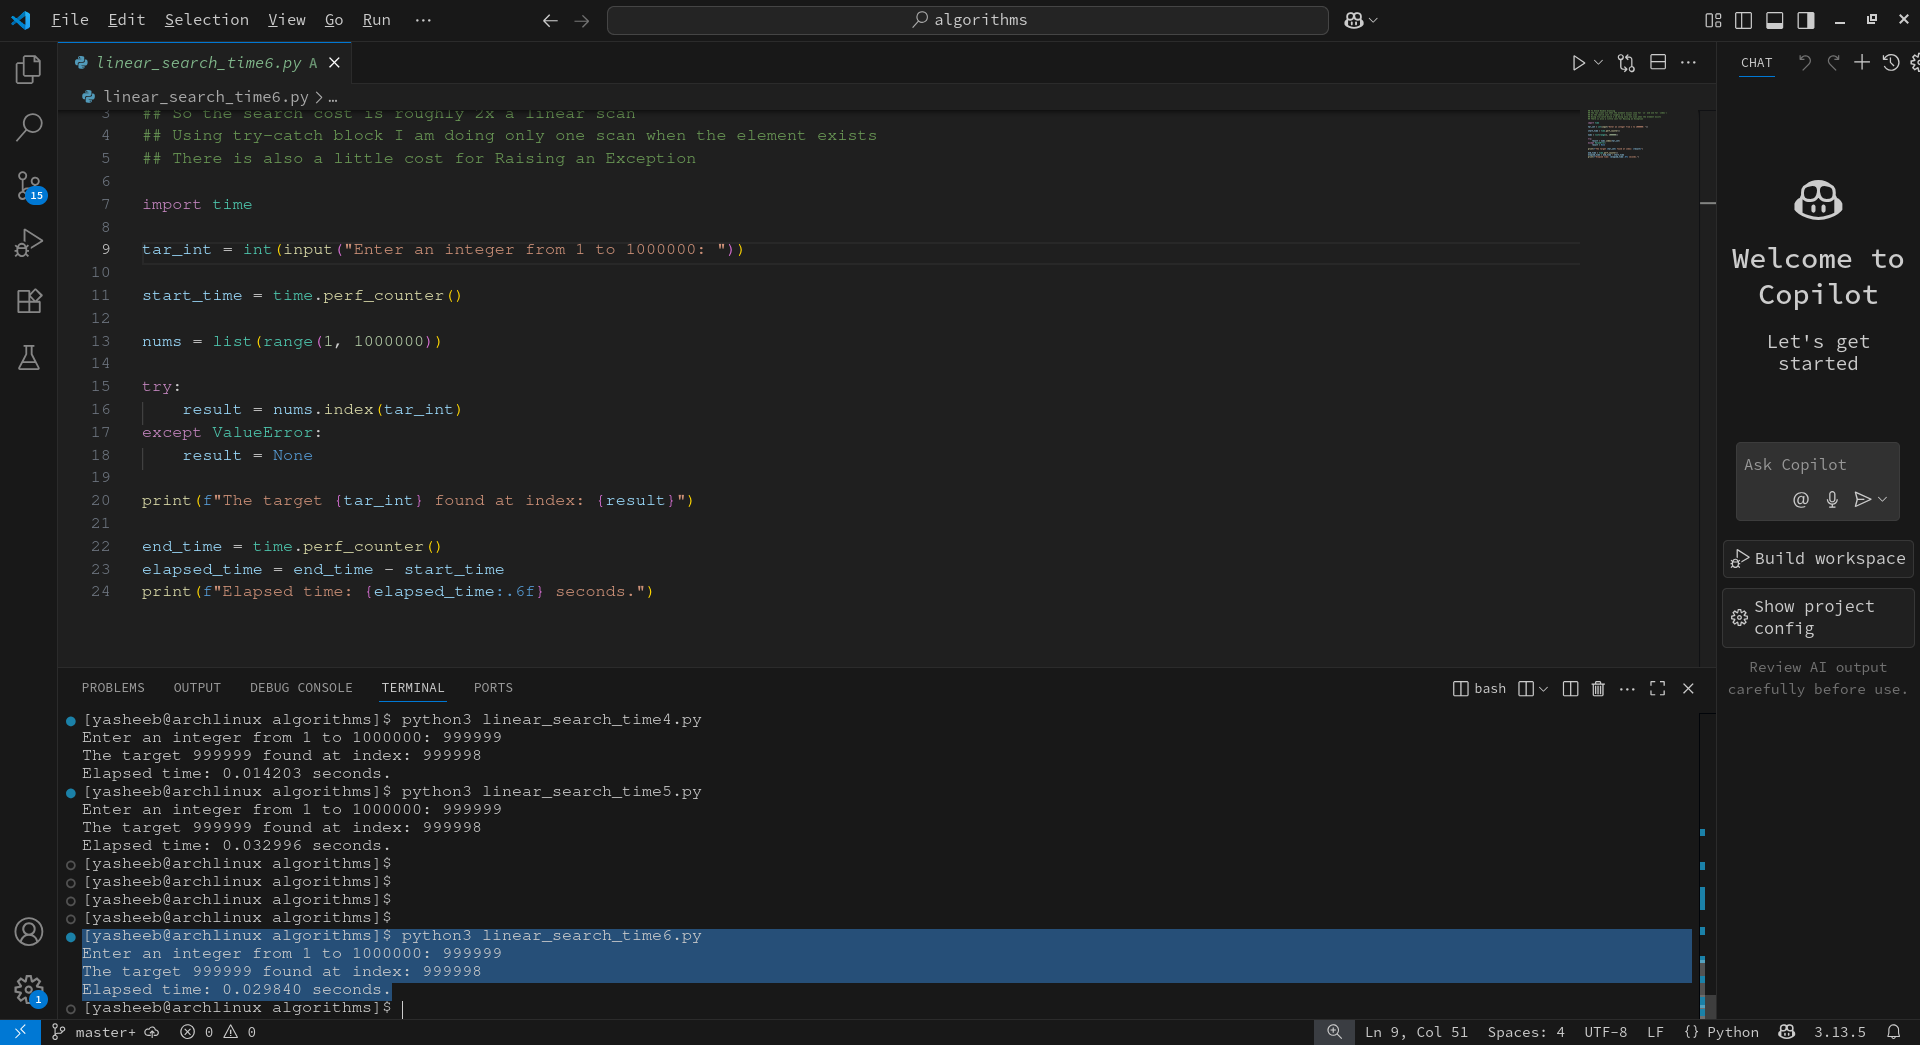 File Edit Selection View Go Run ···
algorithms
linear_search_time6.py A
CHAT
linear_search_time6.py > …
3 ## So the search cost is roughly 2x a linear scan
4 ## Using try-catch block I am doing only one scan when the element exists
5 ## There is also a little cost for Raising an Exception
6
7 import time
8
9 tar_int = int(input("Enter an integer from 1 to 1000000: "))
10
11 start_time = time.perf_counter()
12
13 nums = list(range(1, 1000000))
14
15 try:
16 result = nums.index(tar_int)
17 except ValueError:
18 result = None
19
20 print(f"The target {tar_int} found at index: {result}")
21
22 end_time = time.perf_counter()
23 elapsed_time = end_time - start_time
24 print(f"Elapsed time: {elapsed_time:.6f} seconds.")
15
1
Welcome to
Copilot
Let's get
started
Ask Copilot
@
Build workspace
Show project
config
Review AI output
carefully before use.
PROBLEMS OUTPUT DEBUG CONSOLE TERMINAL PORTS
bash
[yasheeb@archlinux algorithms]$ python3 linear_search_time4.py
Enter an integer from 1 to 1000000: 999999
The target 999999 found at index: 999998
Elapsed time: 0.014203 seconds.
[yasheeb@archlinux algorithms]$ python3 linear_search_time5.py
Enter an integer from 1 to 1000000: 999999
The target 999999 found at index: 999998
Elapsed time: 0.032996 seconds.
[yasheeb@archlinux algorithms]$
[yasheeb@archlinux algorithms]$
[yasheeb@archlinux algorithms]$
[yasheeb@archlinux algorithms]$
[yasheeb@archlinux algorithms]$ python3 linear_search_time6.py
Enter an integer from 1 to 1000000: 999999
The target 999999 found at index: 999998
Elapsed time: 0.029840 seconds.
[yasheeb@archlinux algorithms]$
master+ 0 0 Ln 9, Col 51 Spaces: 4 UTF-8 LF {} Python 3.13.5